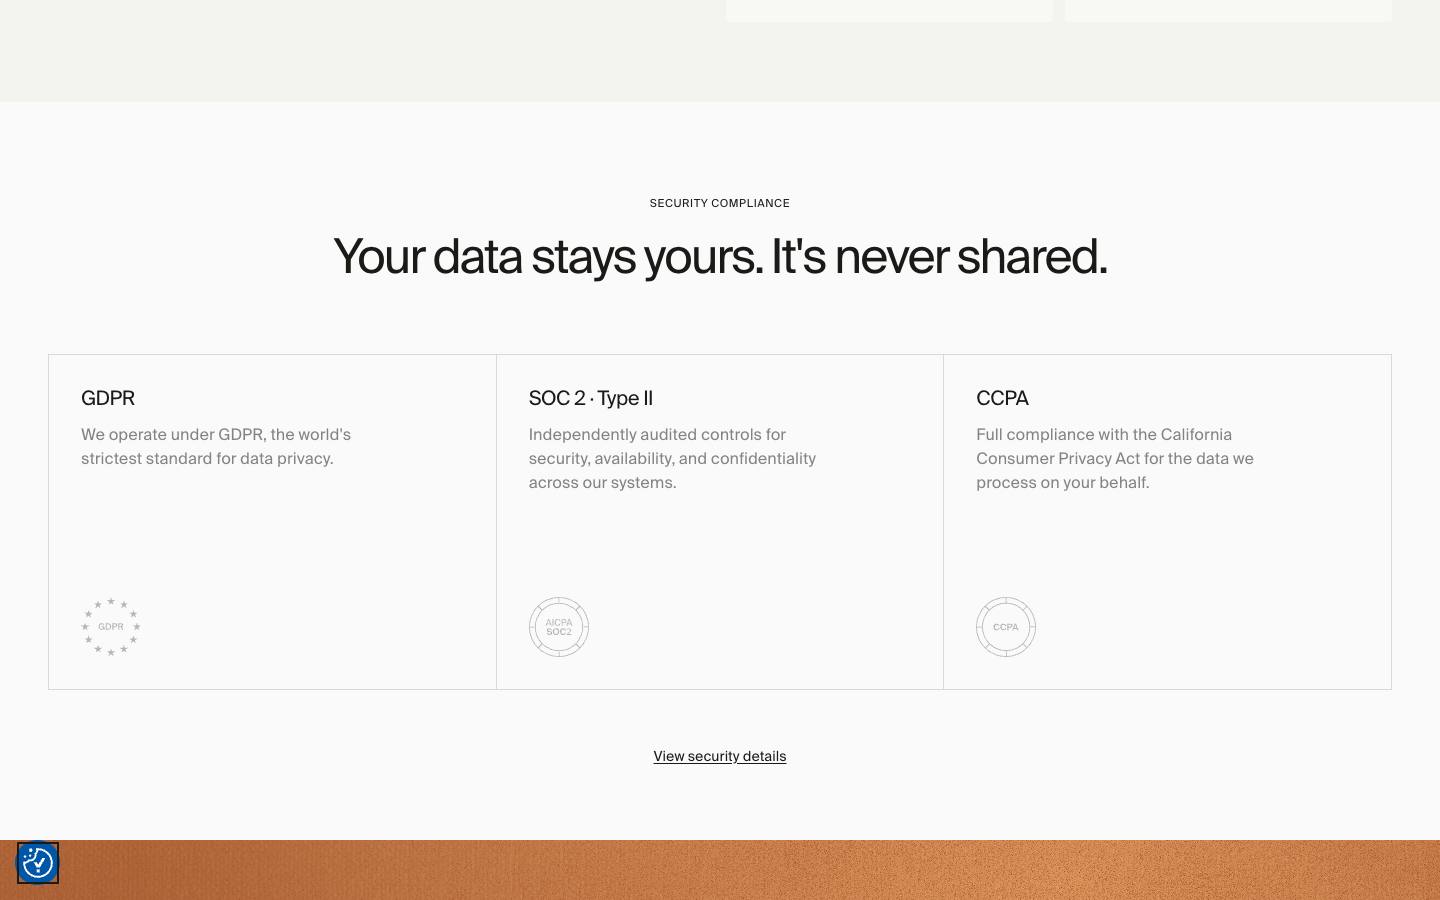 SECURITY COMPLIANCE
Your data stays yours. It's never shared.
GDPR
We operate under GDPR, the world's
strictest standard for data privacy.
GDPR
SOC 2 · Type II
Independently audited controls for
security, availability, and confidentiality
across our systems.
AICPA
SOC2
CCPA
Full compliance with the California
Consumer Privacy Act for the data we
process on your behalf.
CCPA
View security details